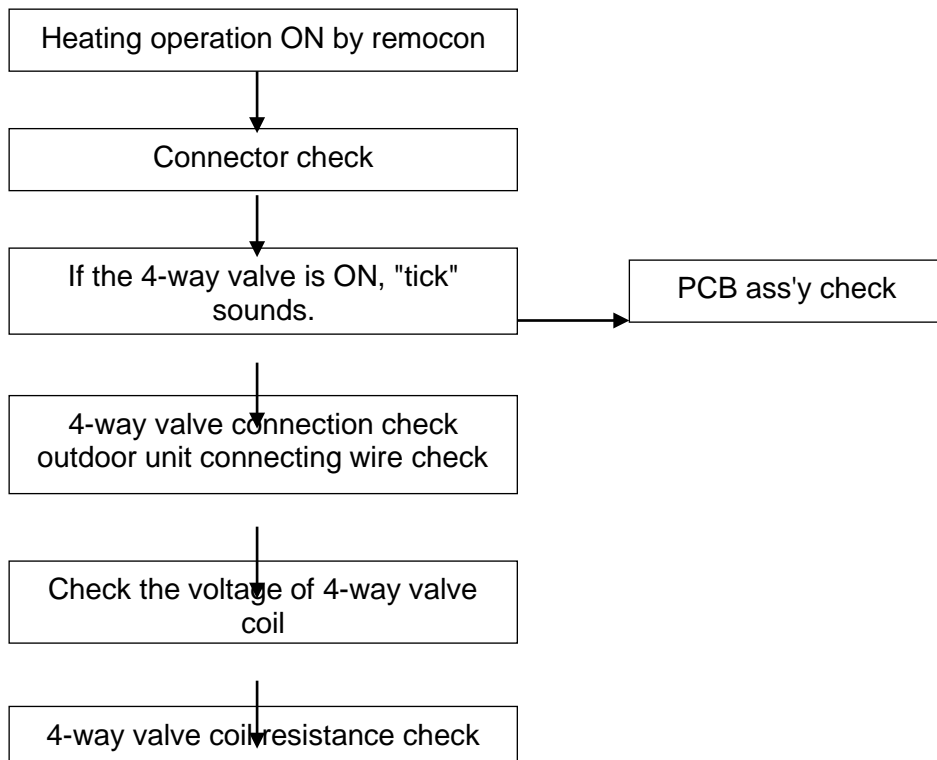 Heating operation ON by remocon
Connector check
If the 4-way valve is ON, "tick"
sounds.
PCB ass'y check
4-way valve connection check
outdoor unit connecting wire check
Check the voltage of 4-way valve
coil
4-way valve coil resistance check